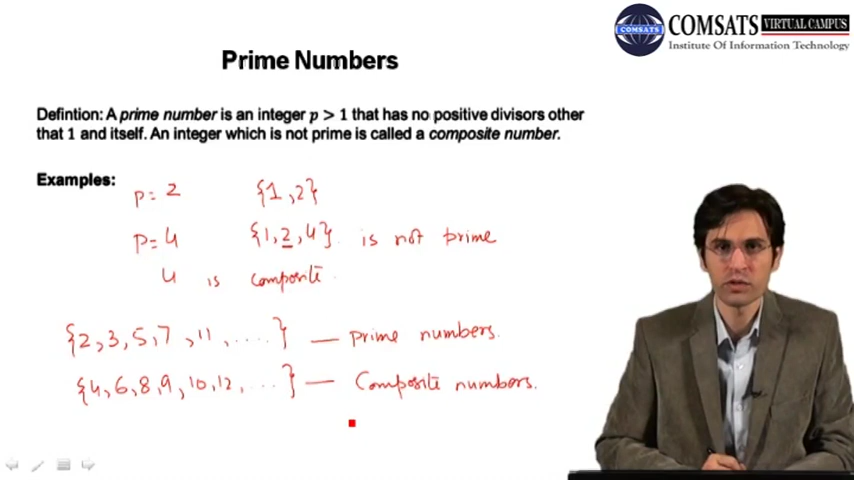 COMSATS VIRTUAL CAMPUS
COMSATS
Institute Of Information Technology
Prime Numbers
Defintion: A prime number is an integer p > 1 that has no positive divisors other
that 1 and itself. An integer which is not prime is called a composite number.
Examples:
p = 2 {1,2}
p = 4 {1,2,4}. is not prime
4 is composite
{2,3,5,7,11,....} — prime numbers.
{4,6,8,9,10,12,...} — Composite numbers.